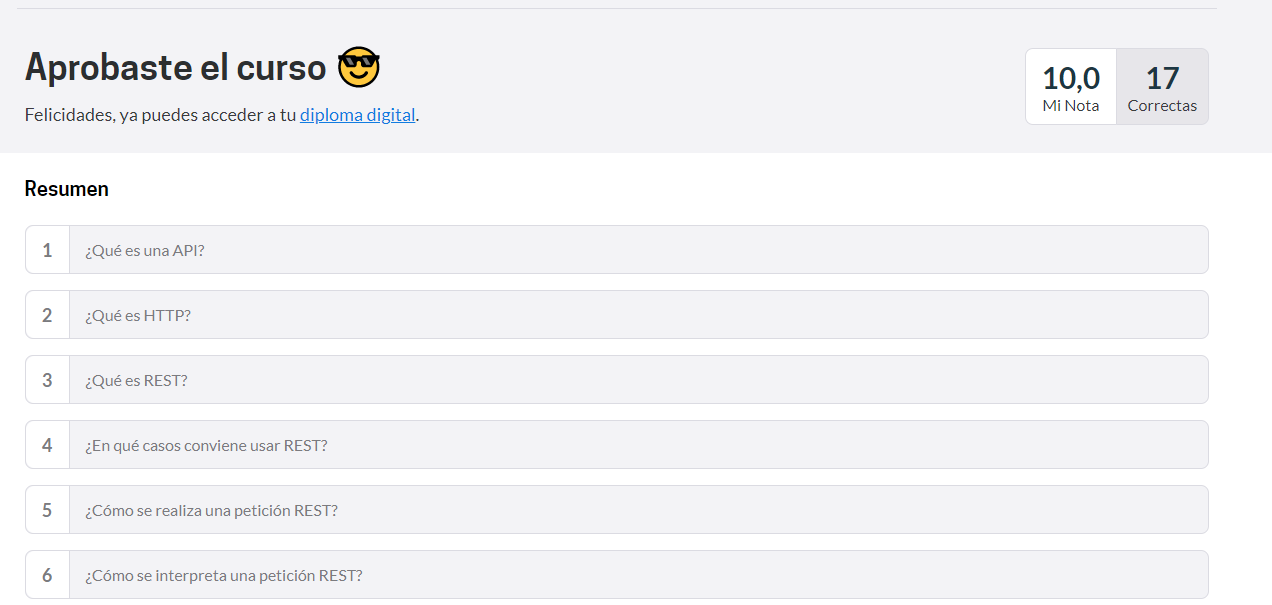 Aprobaste el curso 😎
Felicidades, ya puedes acceder a tu diploma digital.
10,0
Mi Nota
17
Correctas
Resumen
1 ¿Qué es una API?
2 ¿Qué es HTTP?
3 ¿Qué es REST?
4 ¿En qué casos conviene usar REST?
5 ¿Cómo se realiza una petición REST?
6 ¿Cómo se interpreta una petición REST?